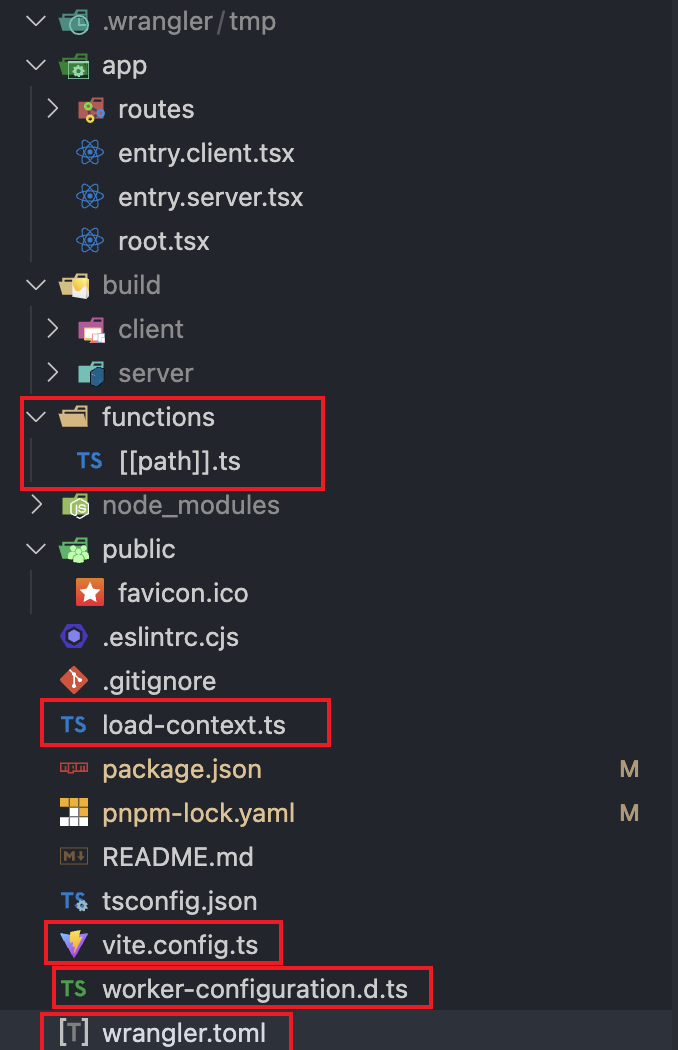 .wrangler/tmp
app
routes
entry.client.tsx
entry.server.tsx
root.tsx
build
client
server
functions
TS [[path]].ts
node_modules
public
favicon.ico
.eslintrc.cjs
.gitignore
TS load-context.ts
package.json M
pnpm-lock.yaml M
README.md
TS tsconfig.json
vite.config.ts
TS worker-configuration.d.ts
[T] wrangler.toml